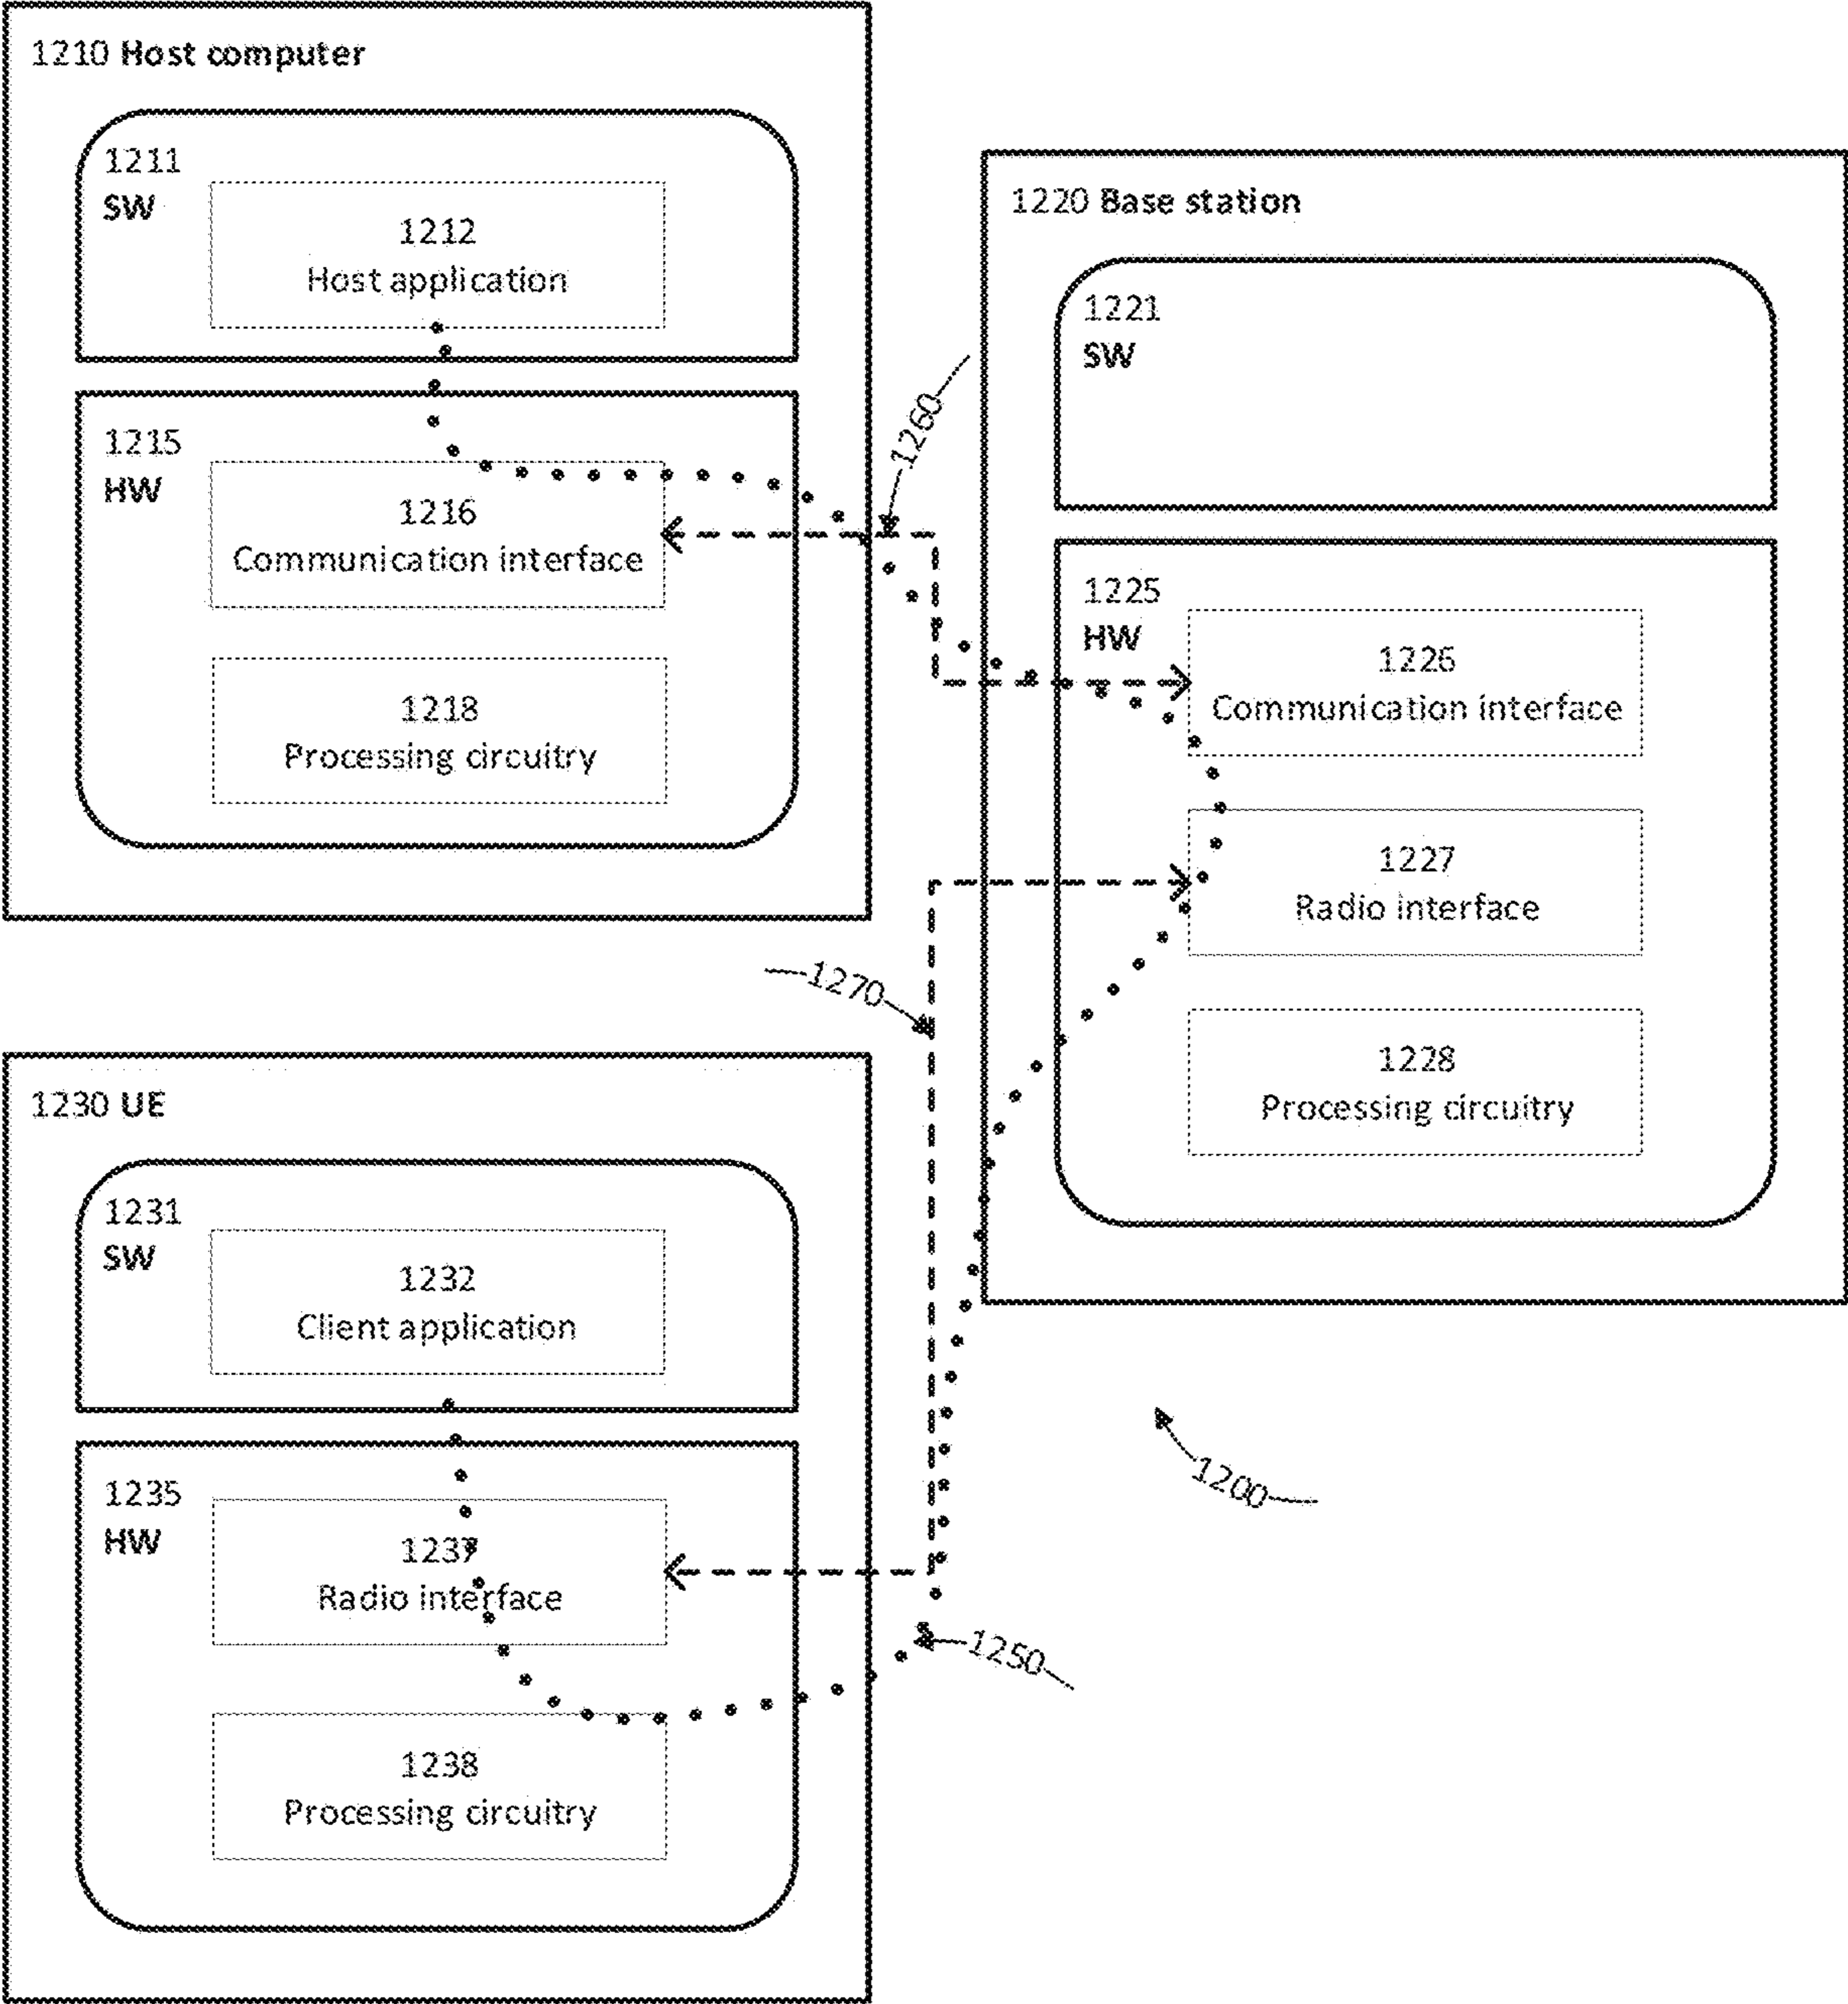 1210 Host computer
1211
SW
1212
Host application
1215
HW
1216
Communication interface
1218
Processing circuitry
1260
1220 Base station
1221
SW
1225
HW
1226
Communication interface
1227
Radio interface
1228
Processing circuitry
1270
1230 UE
1231
SW
1232
Client application
1235
HW
1237
Radio interface
1238
Processing circuitry
1200
1250